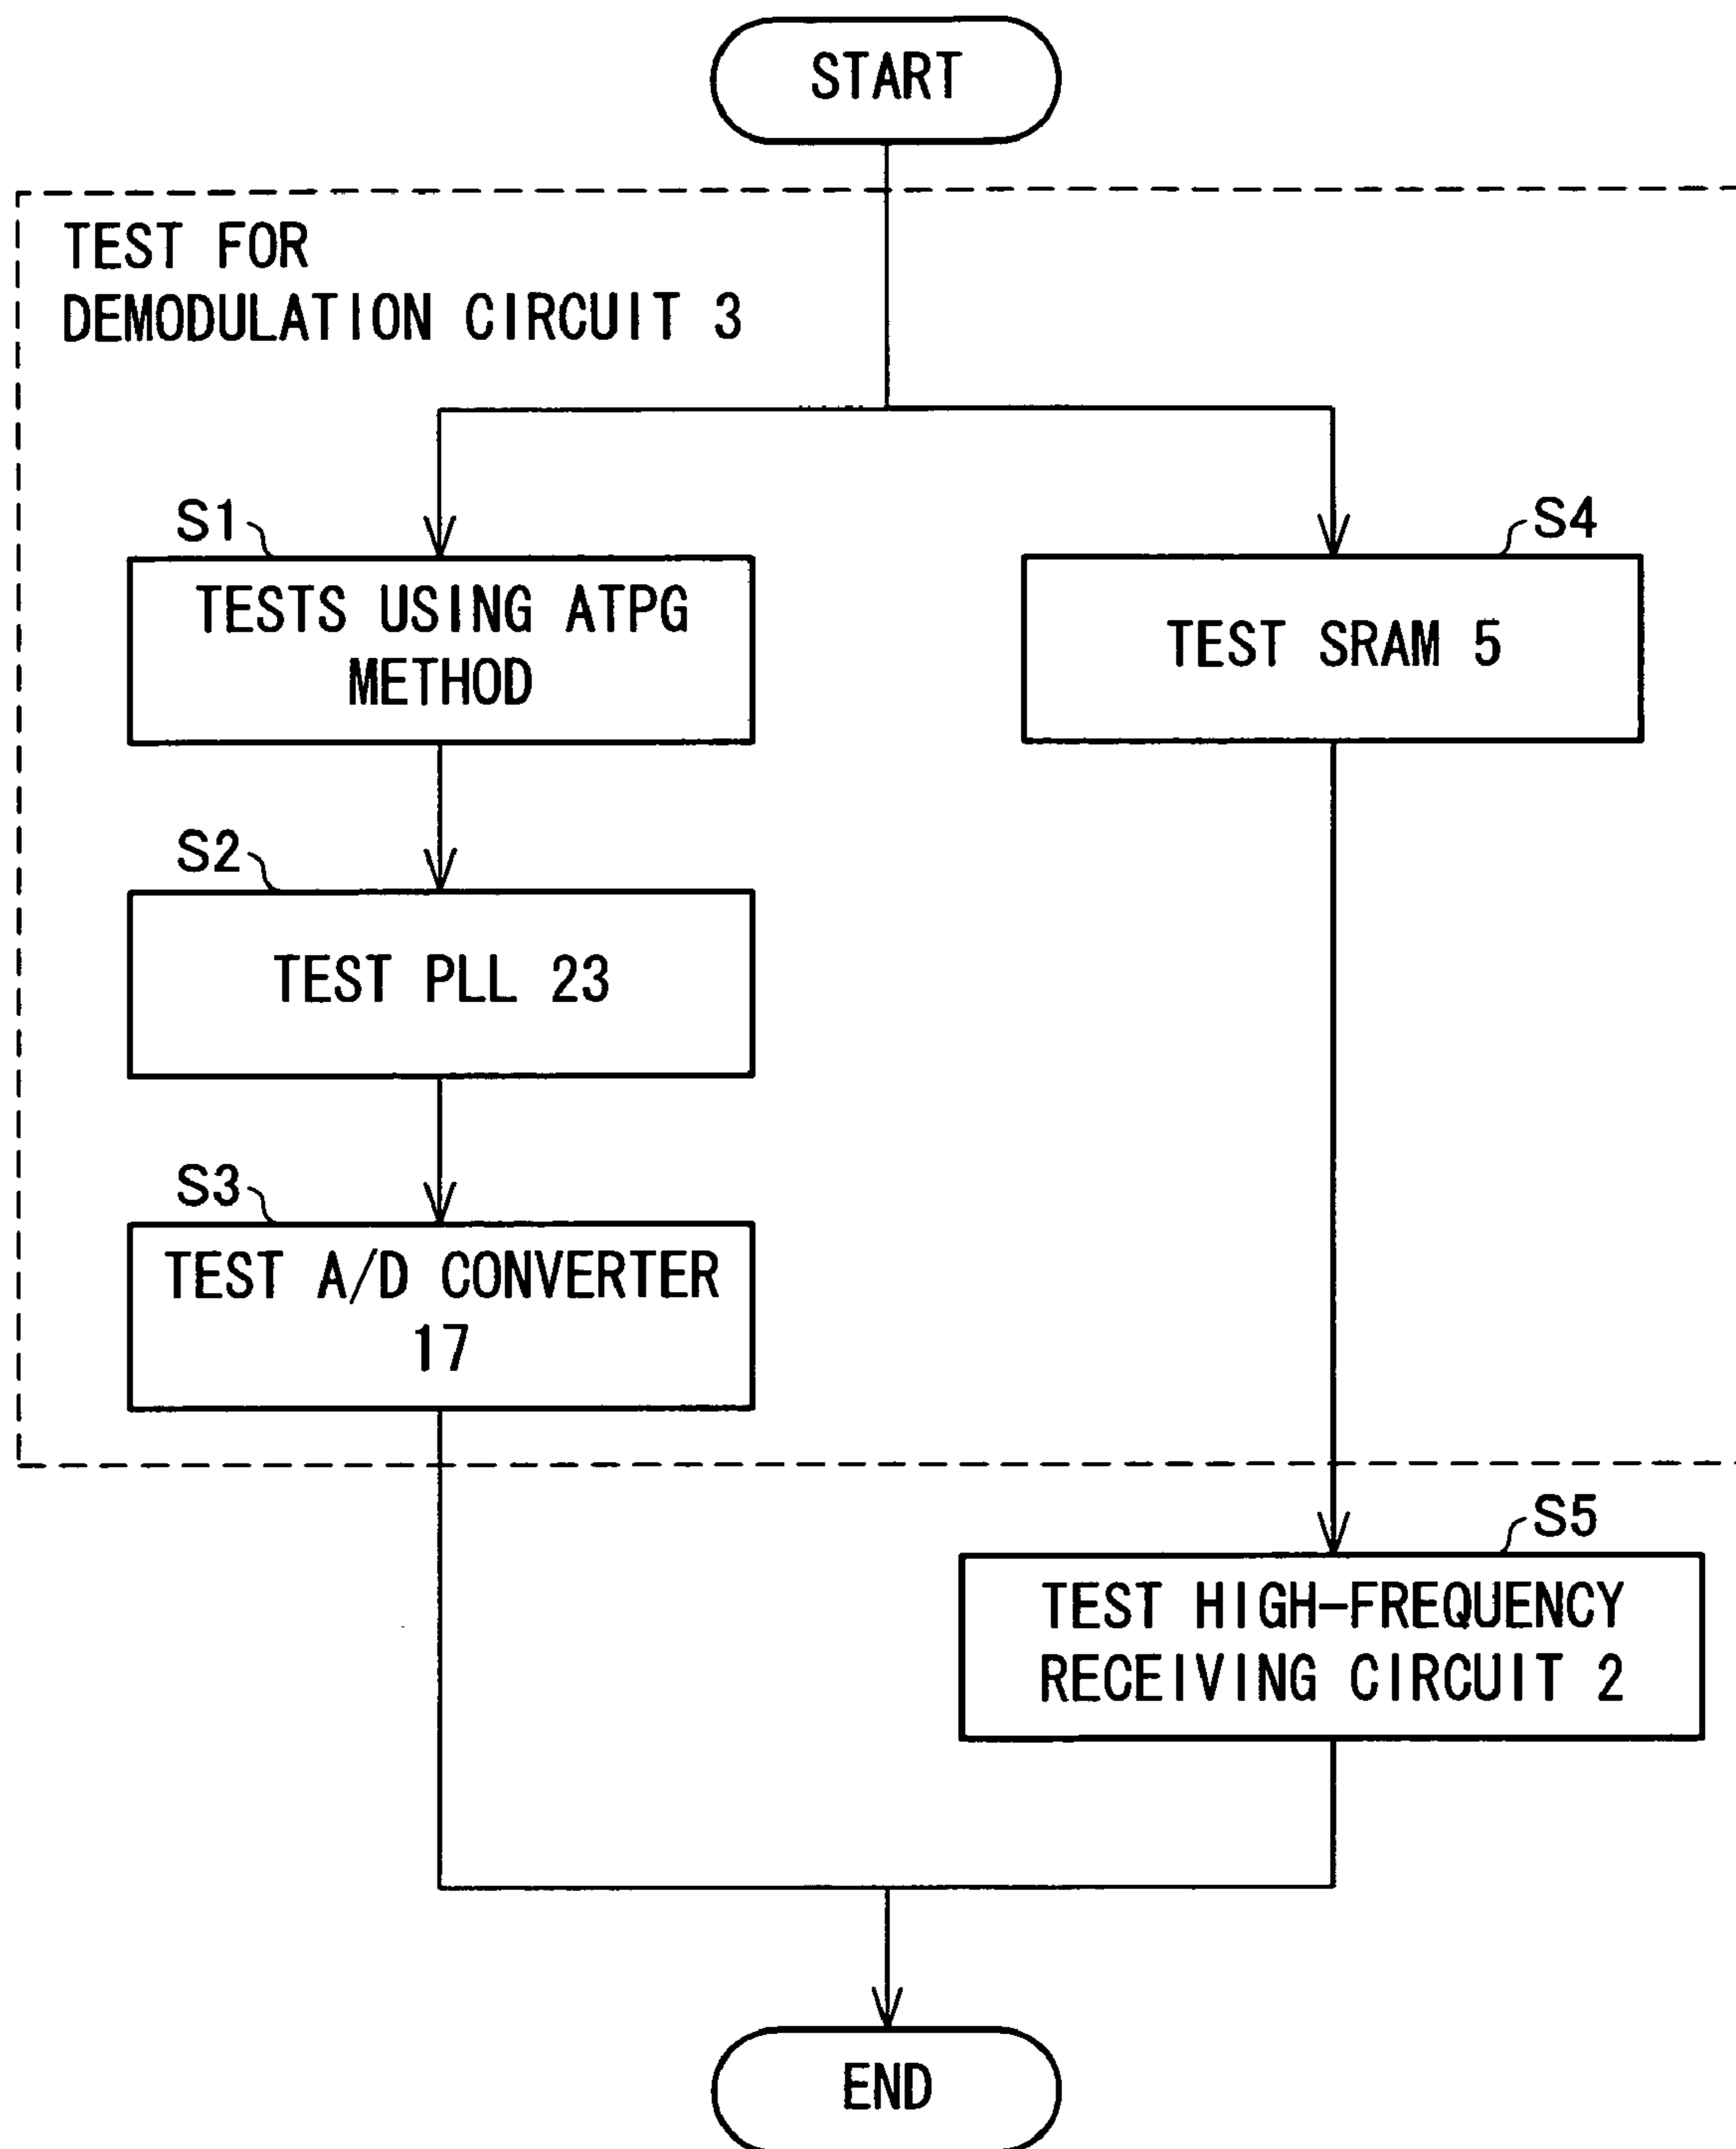 START
TEST FOR
DEMODULATION CIRCUIT 3
S1
TESTS USING ATPG
METHOD
S4
TEST SRAM 5
S2
TEST PLL 23
S3
TEST A/D CONVERTER
17
S5
TEST HIGH-FREQUENCY
RECEIVING CIRCUIT 2
END